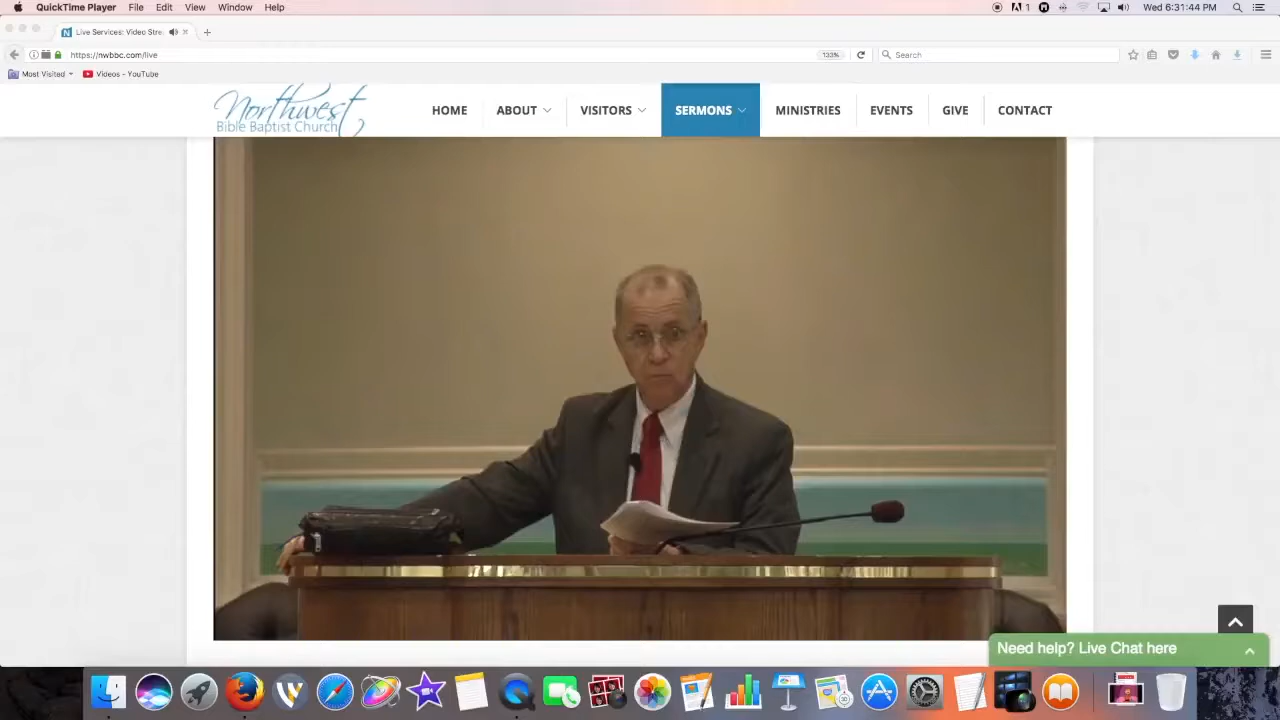 QuickTime Player File Edit View Window Help
1
Wed 6:31:44 PM
Live Services: Video Stre
https://nwbbc.com/live
133%
Search
Most Visited
Videos - YouTube
Northwest
Bible Baptist Church
HOME ABOUT VISITORS SERMONS MINISTRIES EVENTS GIVE CONTACT
Need help? Live Chat here